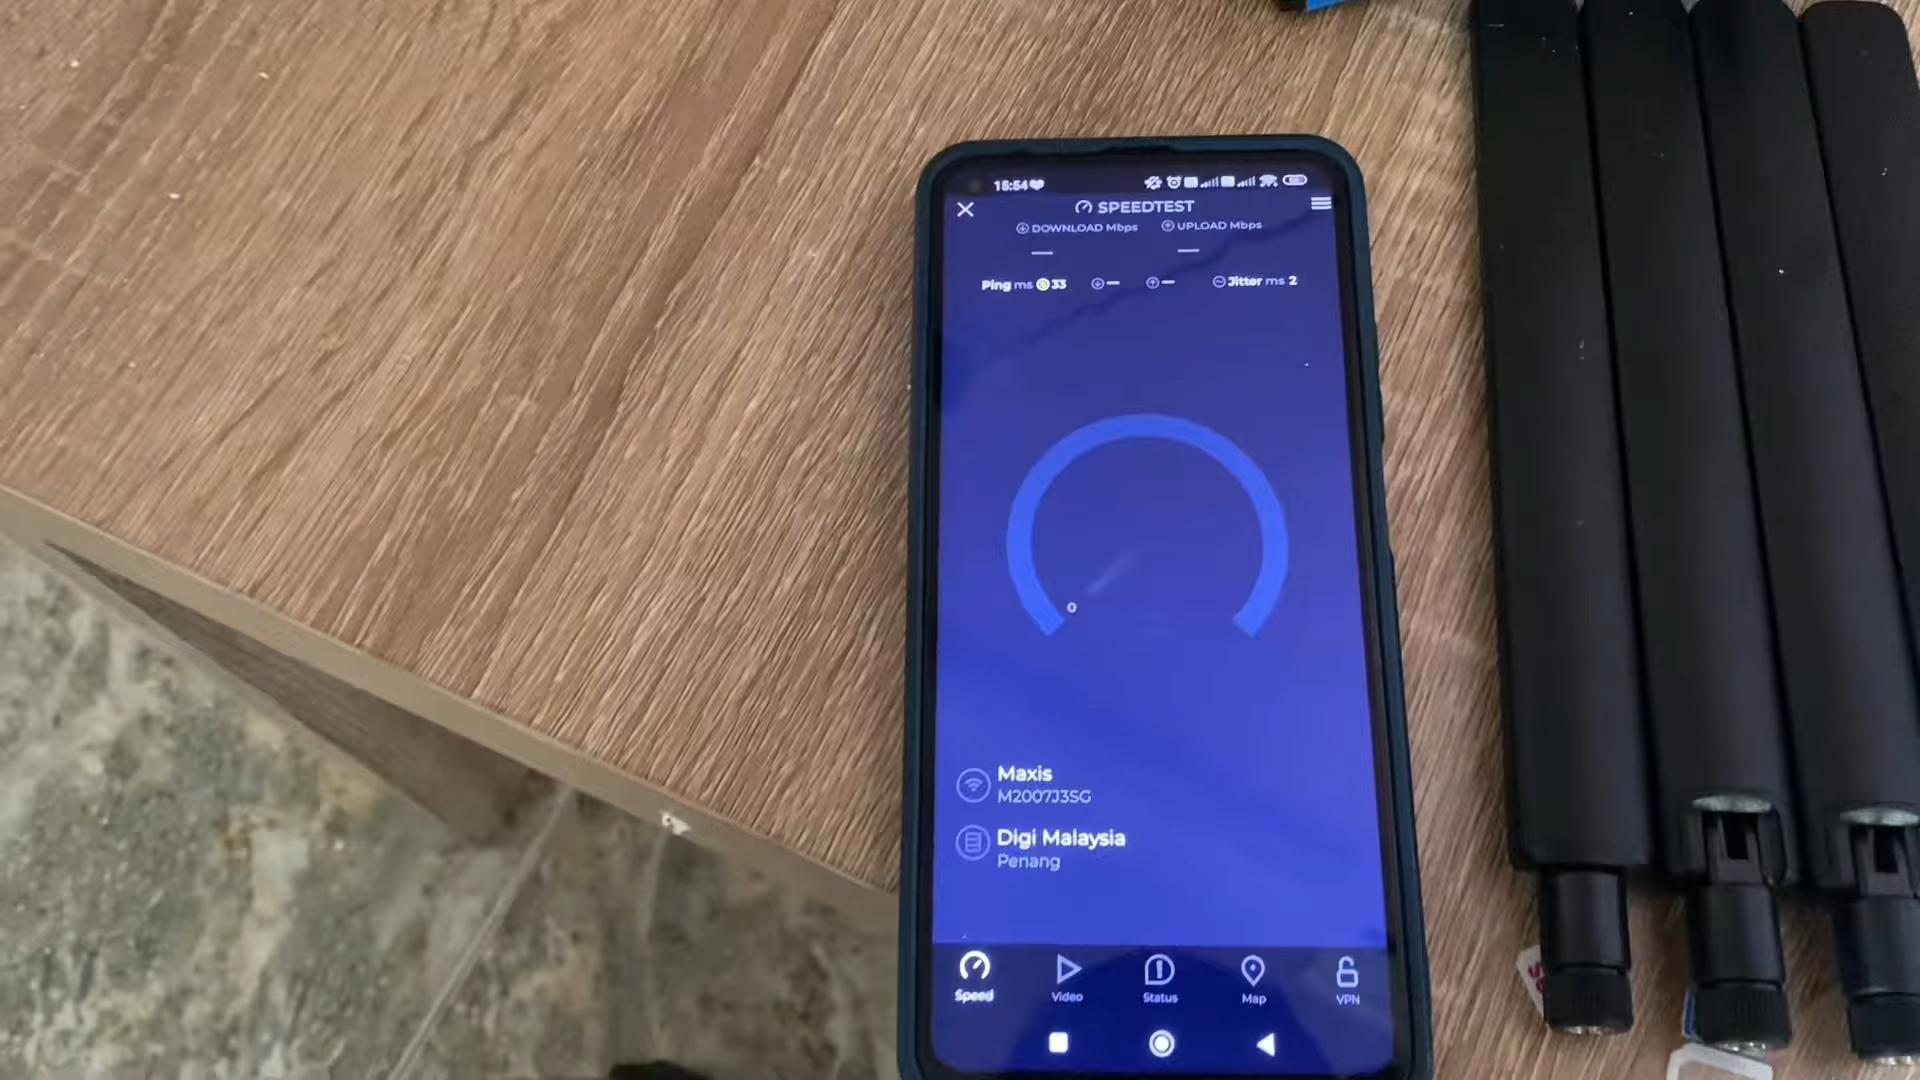 15:54
SPEEDTEST
DOWNLOAD Mbps UPLOAD Mbps
Ping ms 33 Jitter ms 2
0
Maxis
M2007J3SG
Digi Malaysia
Penang
Speed Video Status Map VPN